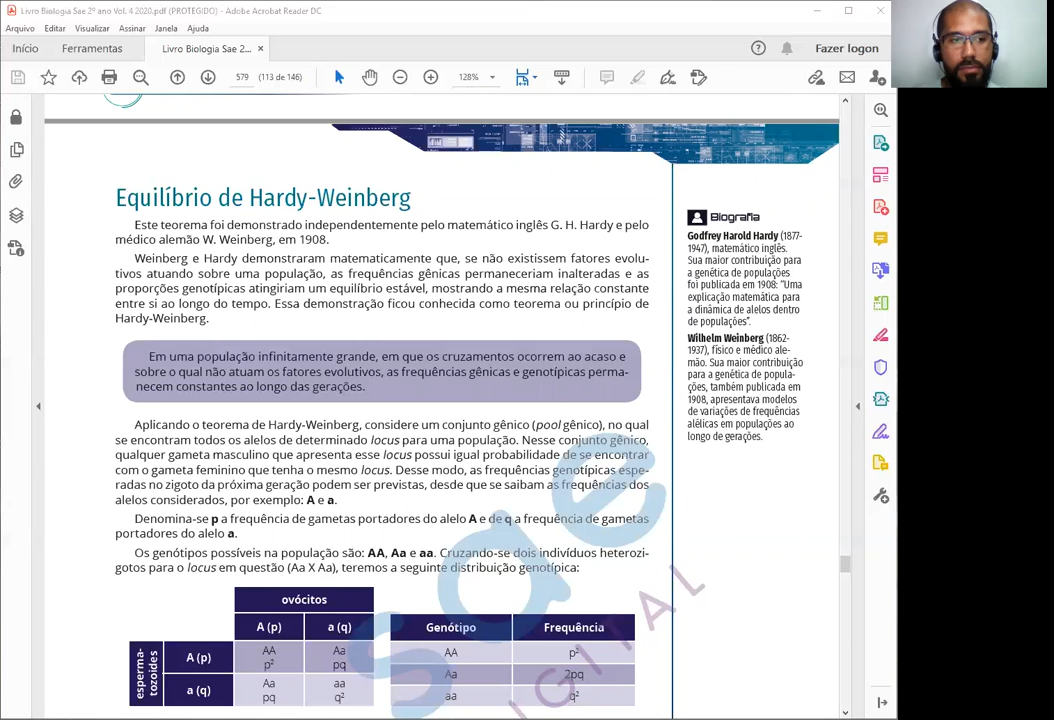 Livro Biologia Sae 2º ano Vol. 4 2020.pdf (PROTEGIDO) - Adobe Acrobat Reader DC
Arquivo Editar Visualizar Assinar Janela Ajuda
Início Ferramentas Livro Biologia Sae 2... × Fazer logon
579 (113 de 146) 128%
Equilíbrio de Hardy-Weinberg
Este teorema foi demonstrado independentemente pelo matemático inglês G. H. Hardy e pelo
médico alemão W. Weinberg, em 1908.
Weinberg e Hardy demonstraram matematicamente que, se não existissem fatores evolu-
tivos atuando sobre uma população, as frequências gênicas permaneceriam inalteradas e as
proporções genotípicas atingiriam um equilíbrio estável, mostrando a mesma relação constante
entre si ao longo do tempo. Essa demonstração ficou conhecida como teorema ou princípio de
Hardy-Weinberg.
Em uma população infinitamente grande, em que os cruzamentos ocorrem ao acaso e
sobre o qual não atuam os fatores evolutivos, as frequências gênicas e genotípicas perma-
necem constantes ao longo das gerações.
Aplicando o teorema de Hardy-Weinberg, considere um conjunto gênico (pool gênico), no qual
se encontram todos os alelos de determinado locus para uma população. Nesse conjunto gênico,
qualquer gameta masculino que apresenta esse locus possui igual probabilidade de se encontrar
com o gameta feminino que tenha o mesmo locus. Desse modo, as frequências genotípicas espe-
radas no zigoto da próxima geração podem ser previstas, desde que se saibam as frequências dos
alelos considerados, por exemplo: A e a.
Denomina-se p a frequência de gametas portadores do alelo A e de q a frequência de gametas
portadores do alelo a.
Os genótipos possíveis na população são: AA, Aa e aa. Cruzando-se dois indivíduos heterozi-
gotos para o locus em questão (Aa X Aa), teremos a seguinte distribuição genotípica:
ovócitos
A (p) a (q)
esperma-
tozoides
A (p)
AA Aa
p² pq
a (q)
Aa aa
pq q²
Genótipo Frequência
AA p²
Aa 2pq
aa q²
Biografia
Godfrey Harold Hardy (1877-
1947), matemático inglês.
Sua maior contribuição para
a genética de populações
foi publicada em 1908: "Uma
explicação matemática para
a dinâmica de alelos dentro
de populações".
Wilhelm Weinberg (1862-
1937), físico e médico ale-
mão. Sua maior contribuição
para a genética de popula-
ções, também publicada em
1908, apresentava modelos
de variações de frequências
alélicas em populações ao
longo de gerações.
sae
DIGITAL